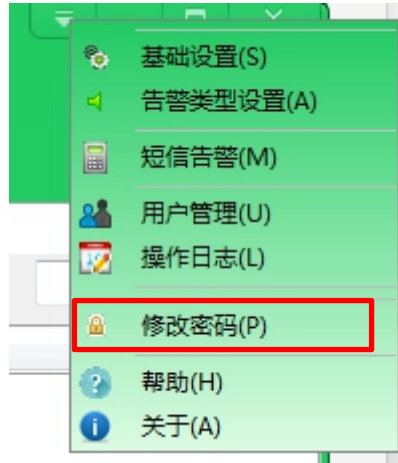 基础设置(S)
告警类型设置(A)
短信告警(M)
用户管理(U)
操作日志(L)
修改密码(P)
帮助(H)
关于(A)